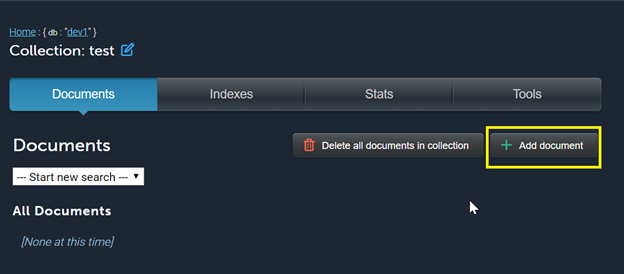 Home : { db : "dev1" }
Collection: test
Documents Indexes Stats Tools
Documents
Delete all documents in collection
Add document
--- Start new search ---
All Documents
[None at this time]